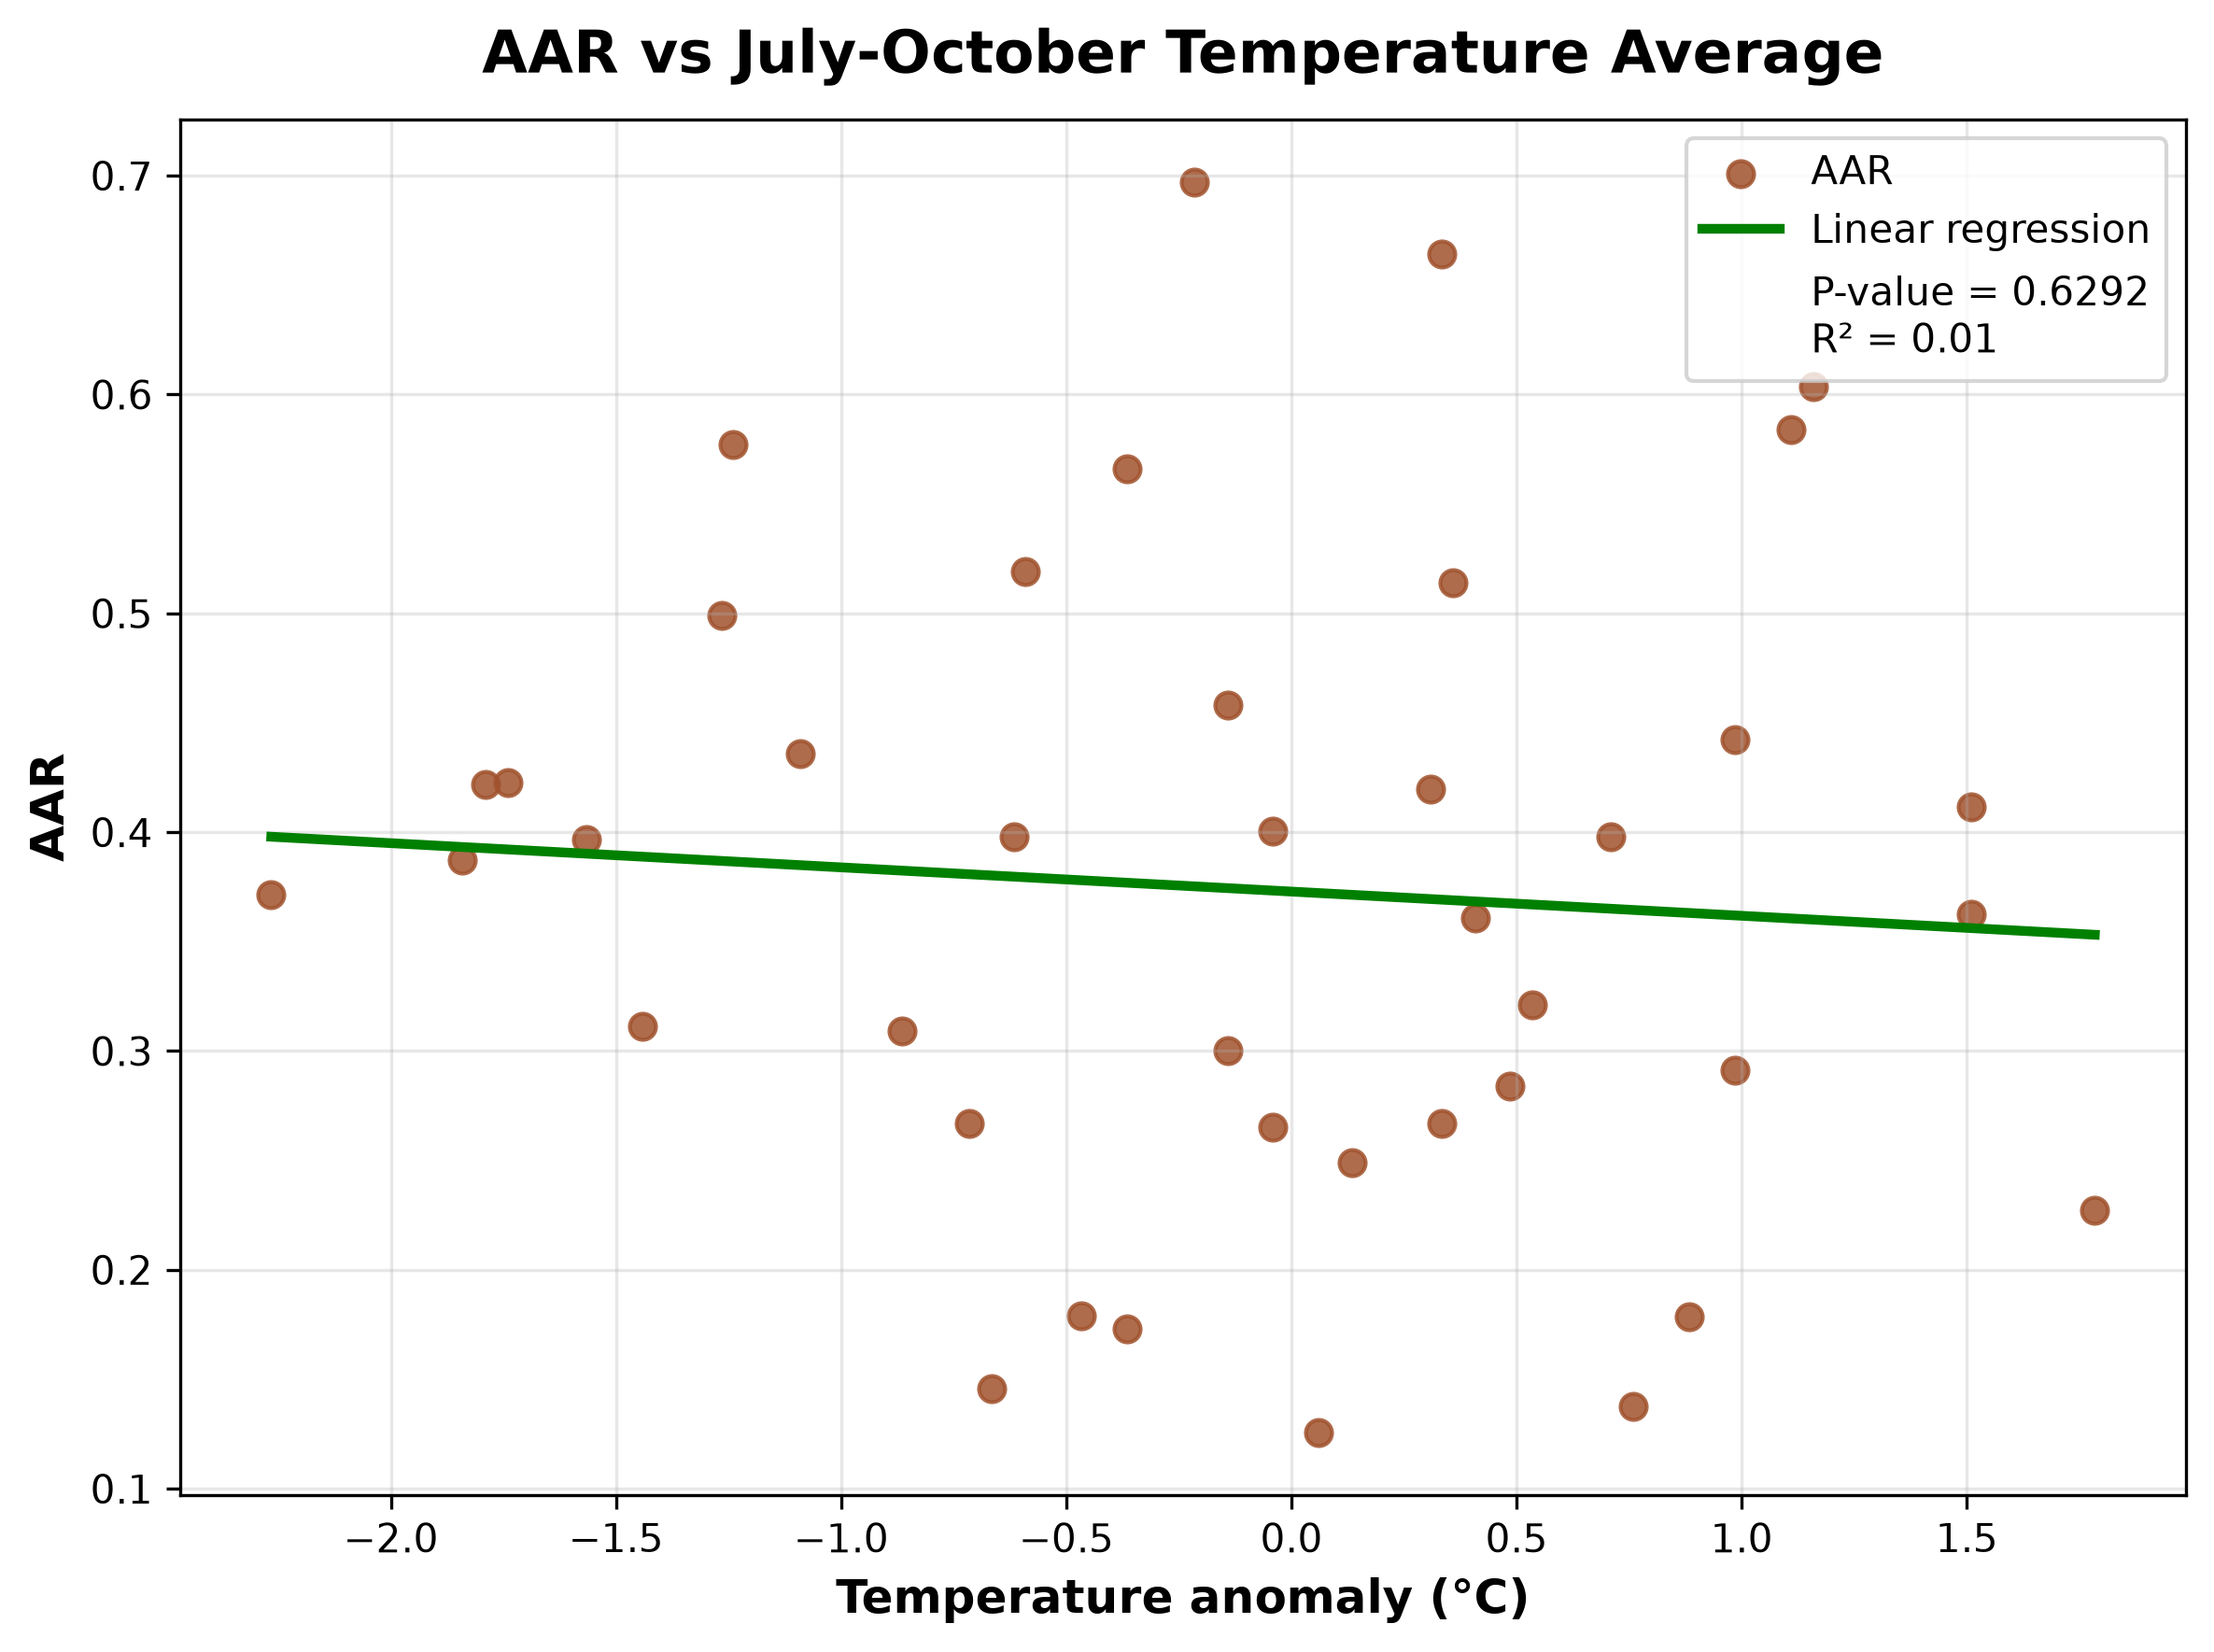 AAR vs July-October Temperature Average
AAR
Linear regression
P-value = 0.6292
R² = 0.01
AAR
0.7
0.6
0.5
0.4
0.3
0.2
0.1
−2.0 −1.5 −1.0 −0.5 0.0 0.5 1.0 1.5
Temperature anomaly (°C)